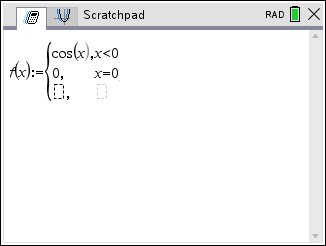 Scratchpad
RAD
f(x):=
cos(x),x<0
0, x=0
,